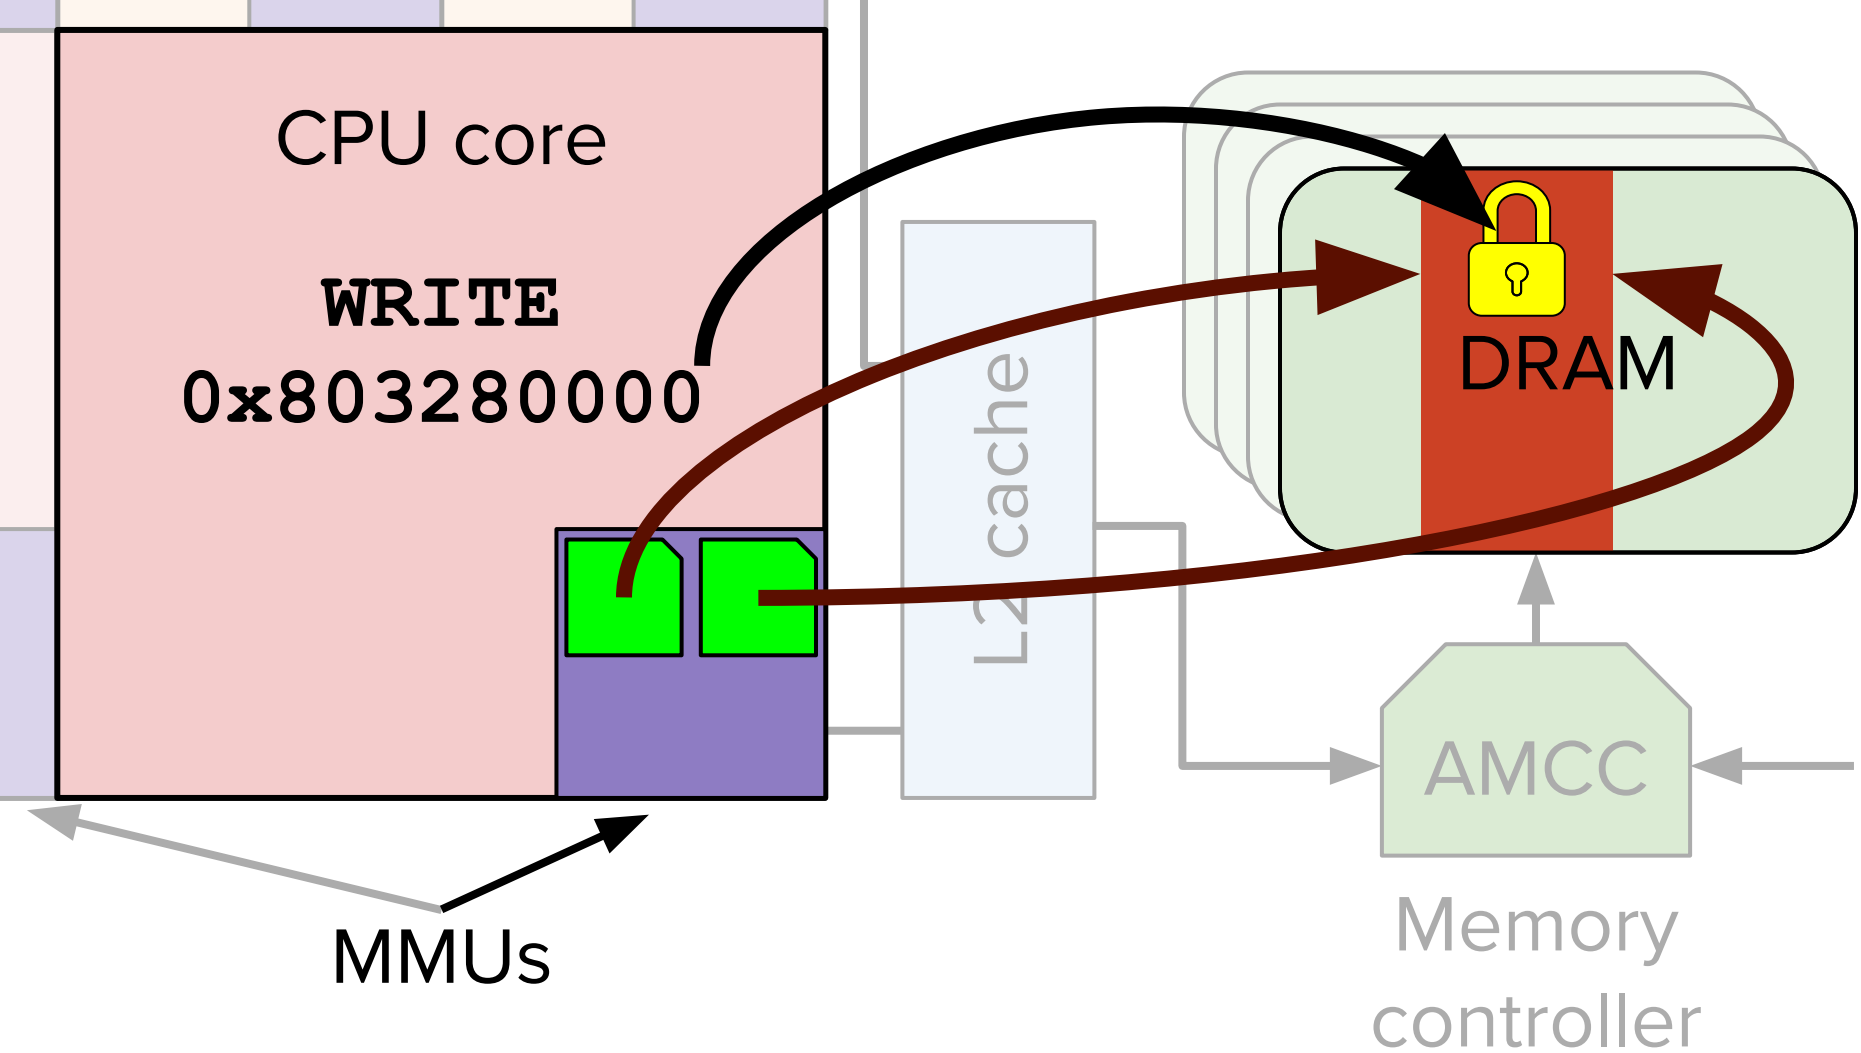 CPU core
WRITE
0x803280000
L2 cache
DRAM
AMCC
MMUs
Memory
controller